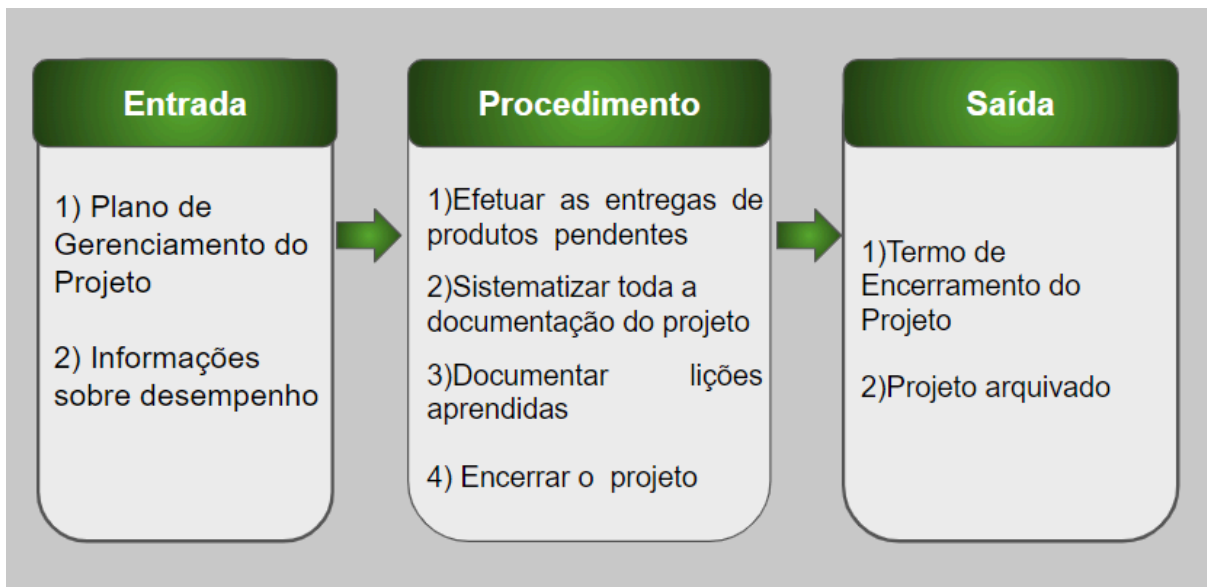 Entrada
1) Plano de
Gerenciamento do
Projeto
2) Informações
sobre desempenho
Procedimento
1)Efetuar as entregas de
produtos pendentes
2)Sistematizar toda a
documentação do projeto
3)Documentar lições
aprendidas
4) Encerrar o projeto
Saída
1)Termo de
Encerramento do
Projeto
2)Projeto arquivado